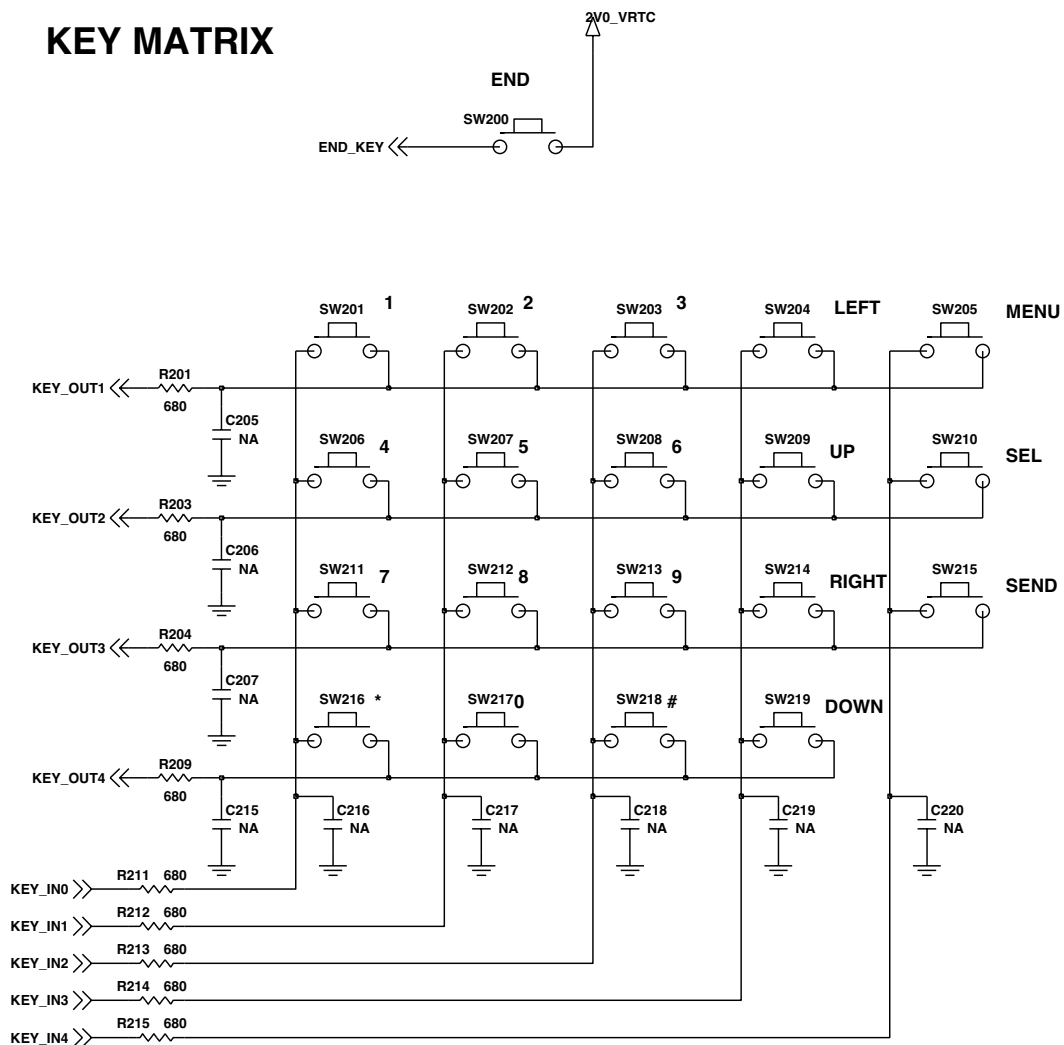 2V0_VRTC
KEY MATRIX
END
SW200
END_KEY
SW201 1 SW202 2 SW203 3 SW204 LEFT SW205 MENU
R201
KEY_OUT1
680
C205
NA
SW206 4 SW207 5 SW208 6 SW209 UP SW210 SEL
R203
KEY_OUT2
680
C206
NA
SW211 7 SW212 8 SW213 9 SW214 RIGHT SW215 SEND
R204
KEY_OUT3
680
C207
NA
SW216 * SW217 0 SW218 # SW219 DOWN
R209
KEY_OUT4
680
C215 C216 C217 C218 C219 C220
NA NA NA NA NA NA
R211 680
KEY_IN0
R212 680
KEY_IN1
R213 680
KEY_IN2
R214 680
KEY_IN3
R215 680
KEY_IN4